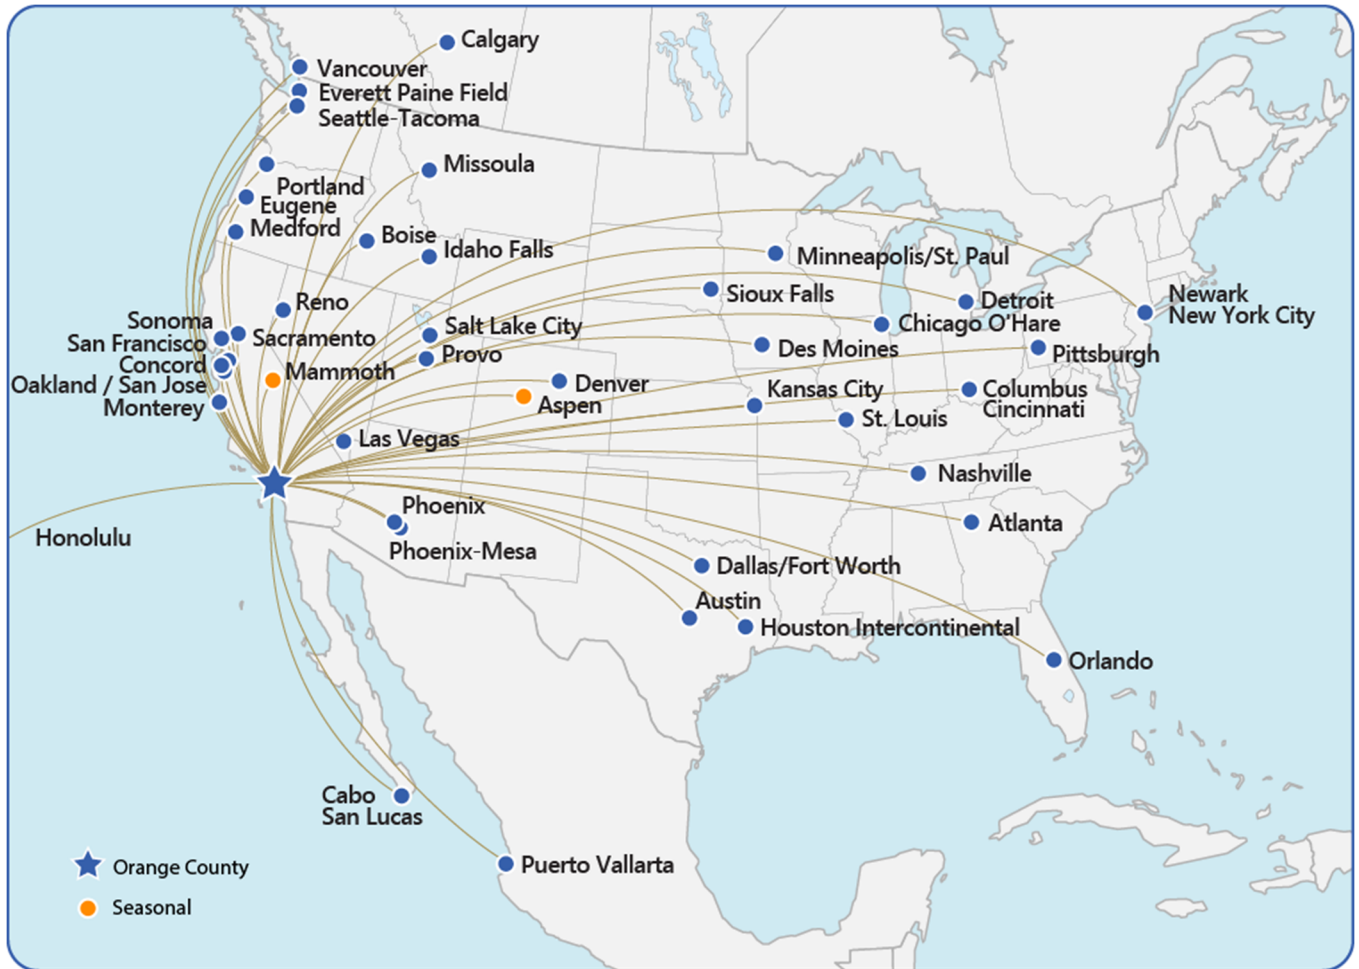 Calgary
Vancouver
Everett Paine Field
Seattle-Tacoma
Missoula
Portland
Eugene
Medford
Boise
Idaho Falls
Minneapolis/St. Paul
Sioux Falls
Detroit
Newark
New York City
Reno
Sonoma
San Francisco
Concord
Oakland / San Jose
Monterey
Sacramento
Mammoth
Salt Lake City
Provo
Chicago O'Hare
Des Moines
Pittsburgh
Denver
Aspen
Kansas City
Columbus
Cincinnati
St. Louis
Las Vegas
Nashville
Phoenix
Phoenix-Mesa
Atlanta
Honolulu
Dallas/Fort Worth
Austin
Houston Intercontinental
Orlando
Cabo
San Lucas
Puerto Vallarta
Orange County
Seasonal